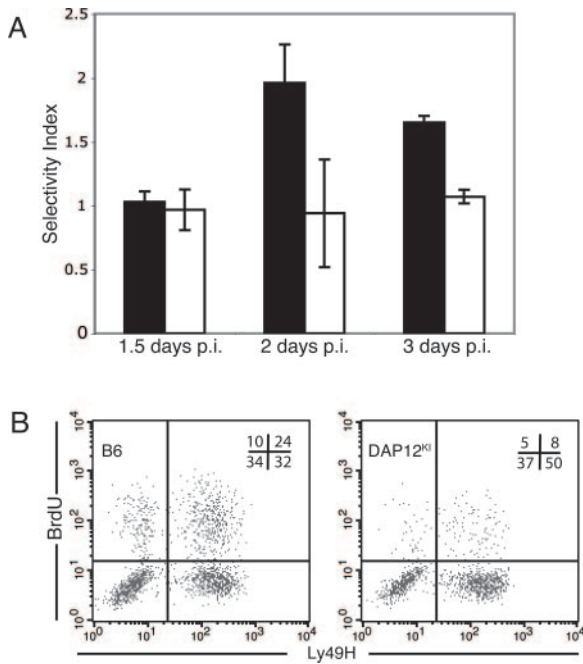 A
2.5
2
1.5
1
0.5
0
Selectivity Index
1.5 days p.i. 2 days p.i. 3 days p.i.
B
BrdU
10⁴
10³
10²
10¹
10⁰
B6
10 24
34 32
10⁰ 10¹ 10² 10³ 10⁴
10⁴
10³
10²
10¹
10⁰
DAP12ᴷᴵ
5 8
37 50
10⁰ 10¹ 10² 10³ 10⁴
Ly49H